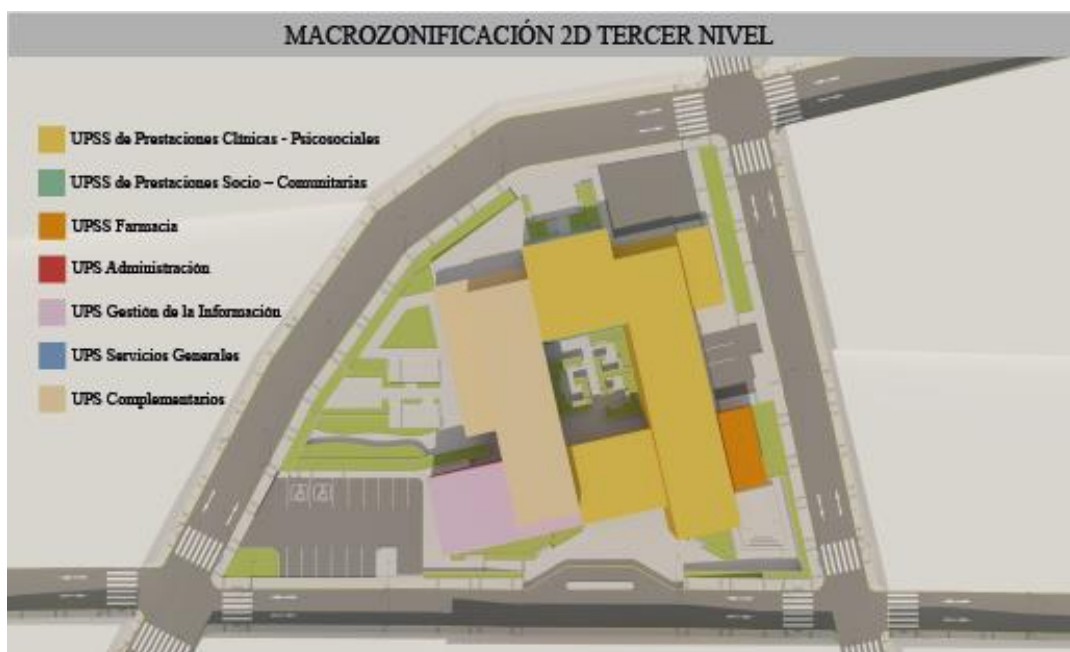 MACROZONIFICACIÓN 2D TERCER NIVEL
UPSS de Prestaciones Clínicas - Psicosociales
UPSS de Prestaciones Socio – Comunitarias
UPSS Farmacia
UPS Administración
UPS Gestión de la Información
UPS Servicios Generales
UPS Complementarios